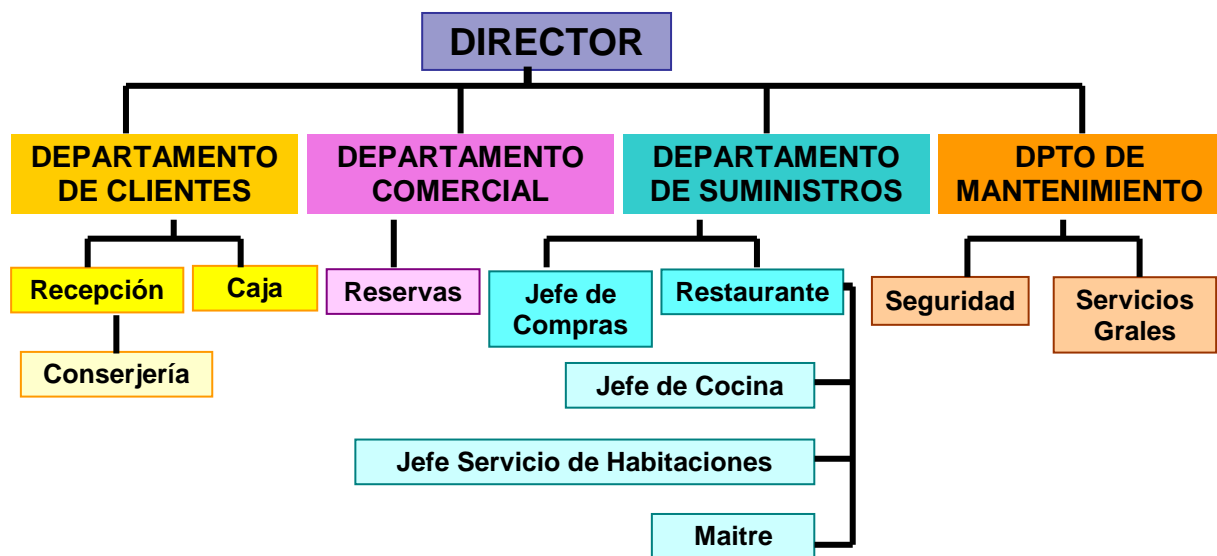 DIRECTOR
DEPARTAMENTO
DE CLIENTES
DEPARTAMENTO
COMERCIAL
DEPARTAMENTO
DE SUMINISTROS
DPTO DE
MANTENIMIENTO
Recepción
Caja
Reservas
Jefe de
Compras
Restaurante
Seguridad
Servicios
Grales
Conserjería
Jefe de Cocina
Jefe Servicio de Habitaciones
Maitre